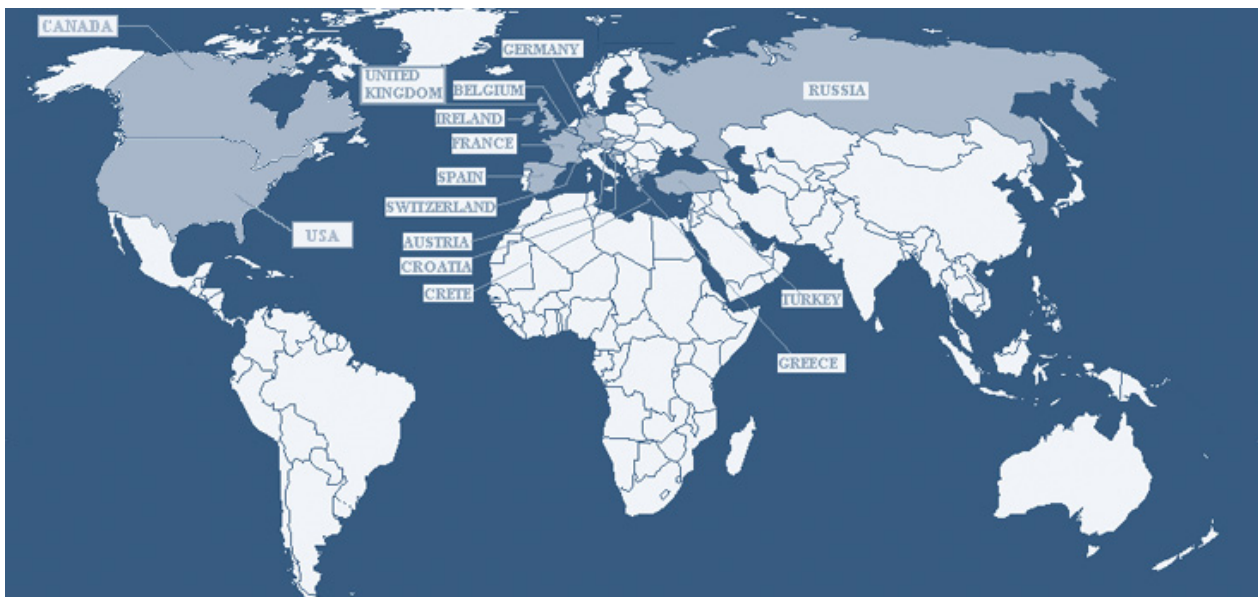 CANADA
GERMANY
UNITED
KINGDOM
BELGIUM
RUSSIA
IRELAND
FRANCE
SPAIN
SWITZERLAND
USA
AUSTRIA
CROATIA
CRETE
TURKEY
GREECE